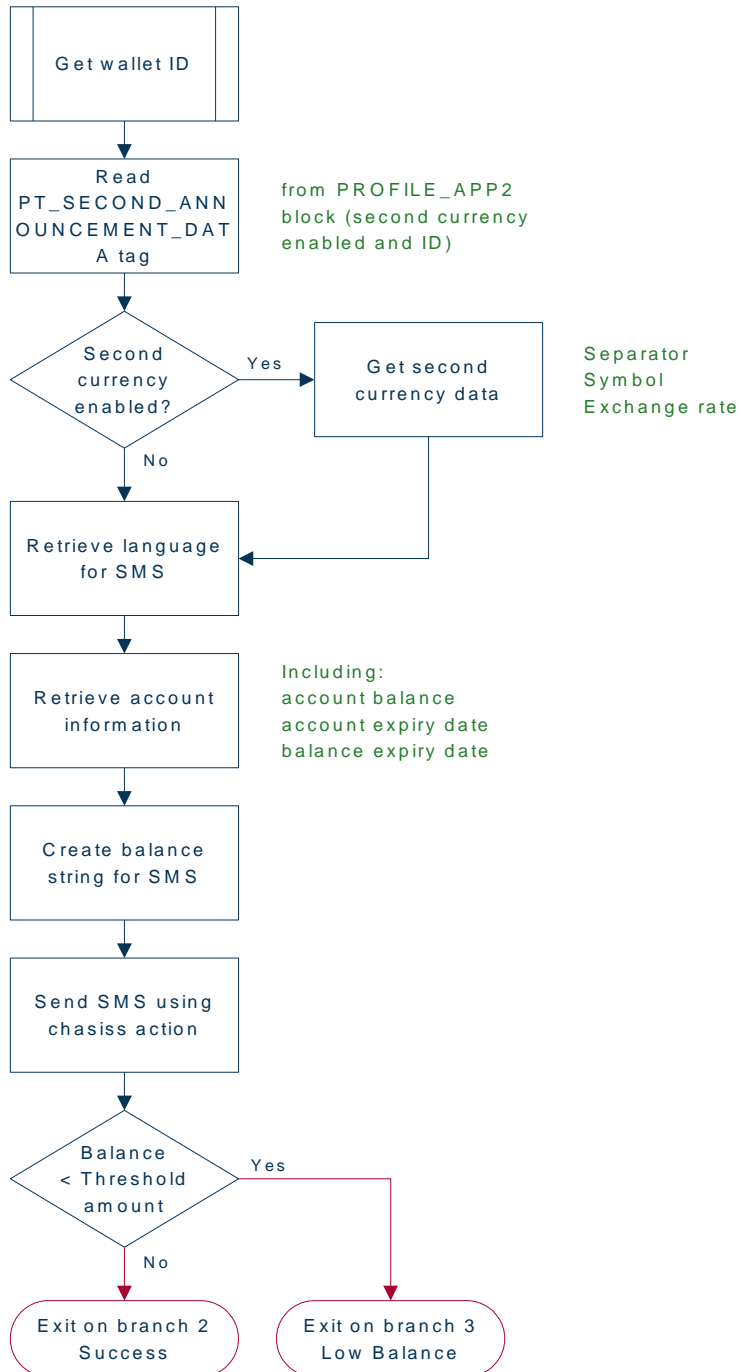 Get wallet ID
Read
PT_SECOND_ANN
OUNCEMENT_DAT
A tag
from PROFILE_APP2
block (second currency
enabled and ID)
Second
currency
enabled?
Yes
Get second
currency data
Separator
Symbol
Exchange rate
No
Retrieve language
for SMS
Retrieve account
information
Including:
account balance
account expiry date
balance expiry date
Create balance
string for SMS
Send SMS using
chasiss action
Balance
< Threshold
amount
Yes
No
Exit on branch 2
Success
Exit on branch 3
Low Balance